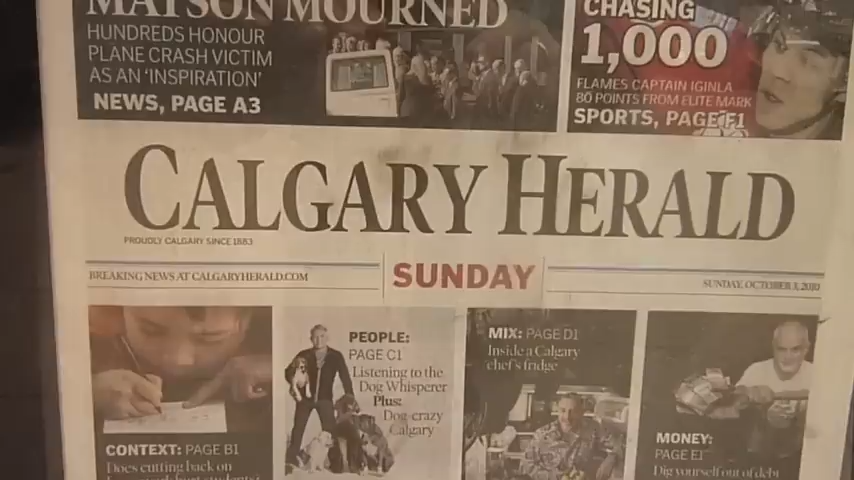 MATSON MOURNED
HUNDREDS HONOUR
PLANE CRASH VICTIM
AS AN 'INSPIRATION'
NEWS, PAGE A3
CHASING
1,000
FLAMES CAPTAIN IGINLA
80 POINTS FROM ELITE MARK
SPORTS, PAGE F1
CALGARY HERALD
PROUDLY CALGARY SINCE 1883
BREAKING NEWS AT CALGARYHERALD.COM
SUNDAY
SUNDAY, OCTOBER 3, 2010
CONTEXT: PAGE B1
Does cutting back on
PEOPLE:
PAGE C1
Listening to the
Dog Whisperer
Plus:
Dog-crazy
Calgary
MIX: PAGE D1
Inside a Calgary
chef's fridge
MONEY:
PAGE E1
Dig yourself out of debt